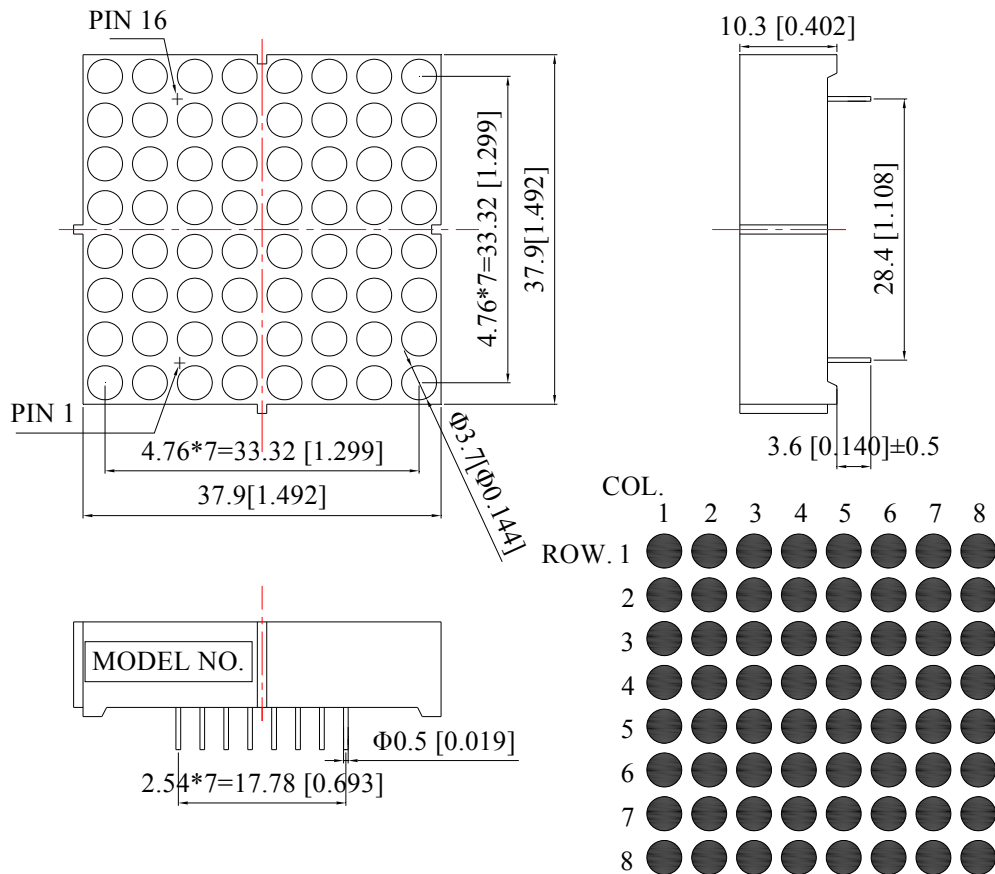 PIN 16
4.76*7=33.32 [1.299]
37.9[1.492]
PIN 1
4.76*7=33.32 [1.299]
37.9[1.492]
Φ3.7[Φ0.144]
10.3 [0.402]
28.4 [1.108]
3.6 [0.140]±0.5
MODEL NO.
Φ0.5 [0.019]
2.54*7=17.78 [0.693]
COL.
1 2 3 4 5 6 7 8
ROW. 1
2
3
4
5
6
7
8